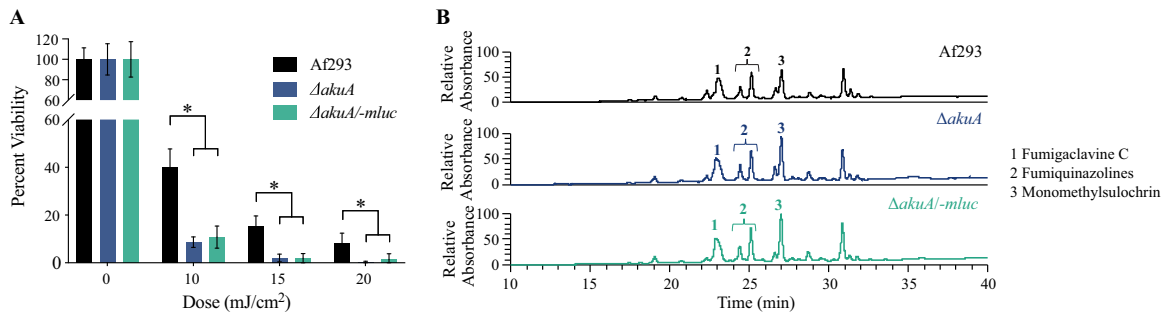 A
Percent Viability
120
100
80
60
60
40
20
0
0
10
15
20
Dose (mJ/cm²)
*
*
*
Af293
ΔakuA
ΔakuA/-mluc
B
Relative Absorbance
100
50
0
1
2
3
Af293
Relative Absorbance
100
50
0
1
2
3
ΔakuA
Relative Absorbance
100
50
0
1
2
3
ΔakuA/-mluc
10
15
20
25
30
35
40
Time (min)
1 Fumigaclavine C
2 Fumiquinazolines
3 Monomethylsulochrin